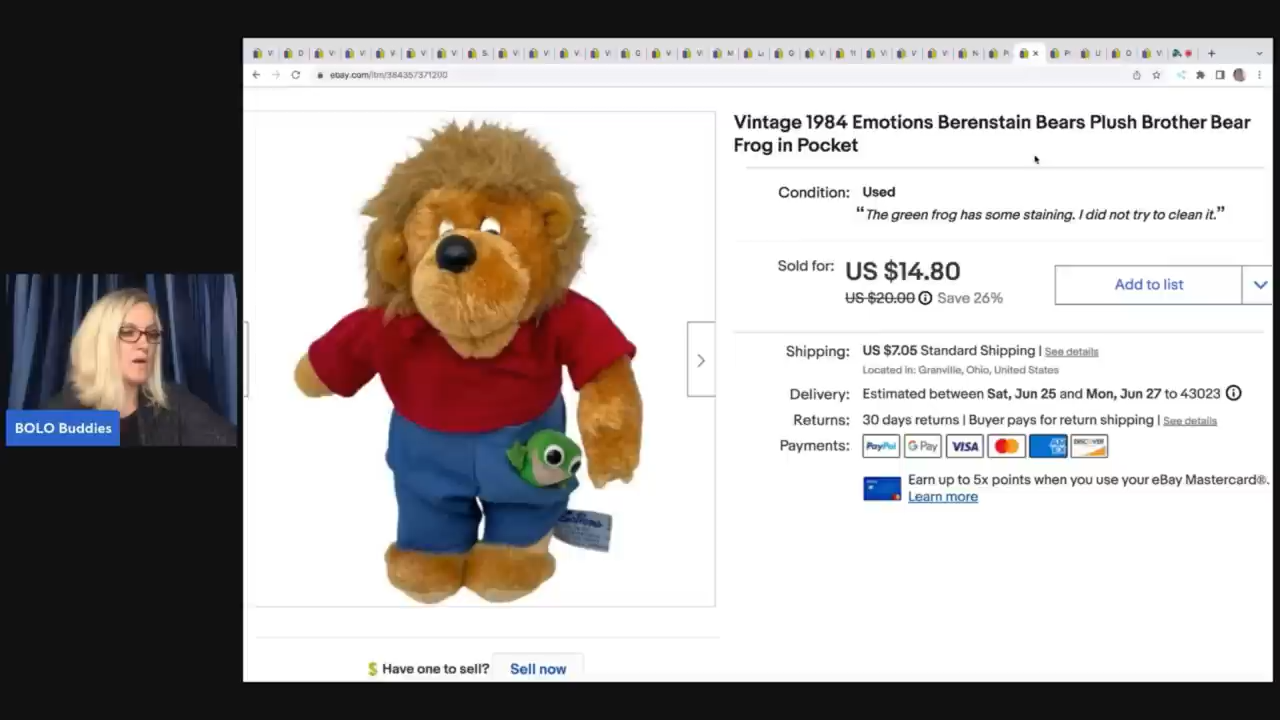 ebay.com/itm/384357371200
Vintage 1984 Emotions Berenstain Bears Plush Brother Bear
Frog in Pocket
Condition: Used
“The green frog has some staining. I did not try to clean it.”
Sold for: US $14.80
Add to list
US $20.00 Save 26%
Shipping: US $7.05 Standard Shipping | See details
Located in: Granville, Ohio, United States
Delivery: Estimated between Sat, Jun 25 and Mon, Jun 27 to 43023
Returns: 30 days returns | Buyer pays for return shipping | See details
Payments: PayPal G Pay VISA DISCOVER
Earn up to 5x points when you use your eBay Mastercard®.
Learn more
BOLO Buddies
Have one to sell? Sell now